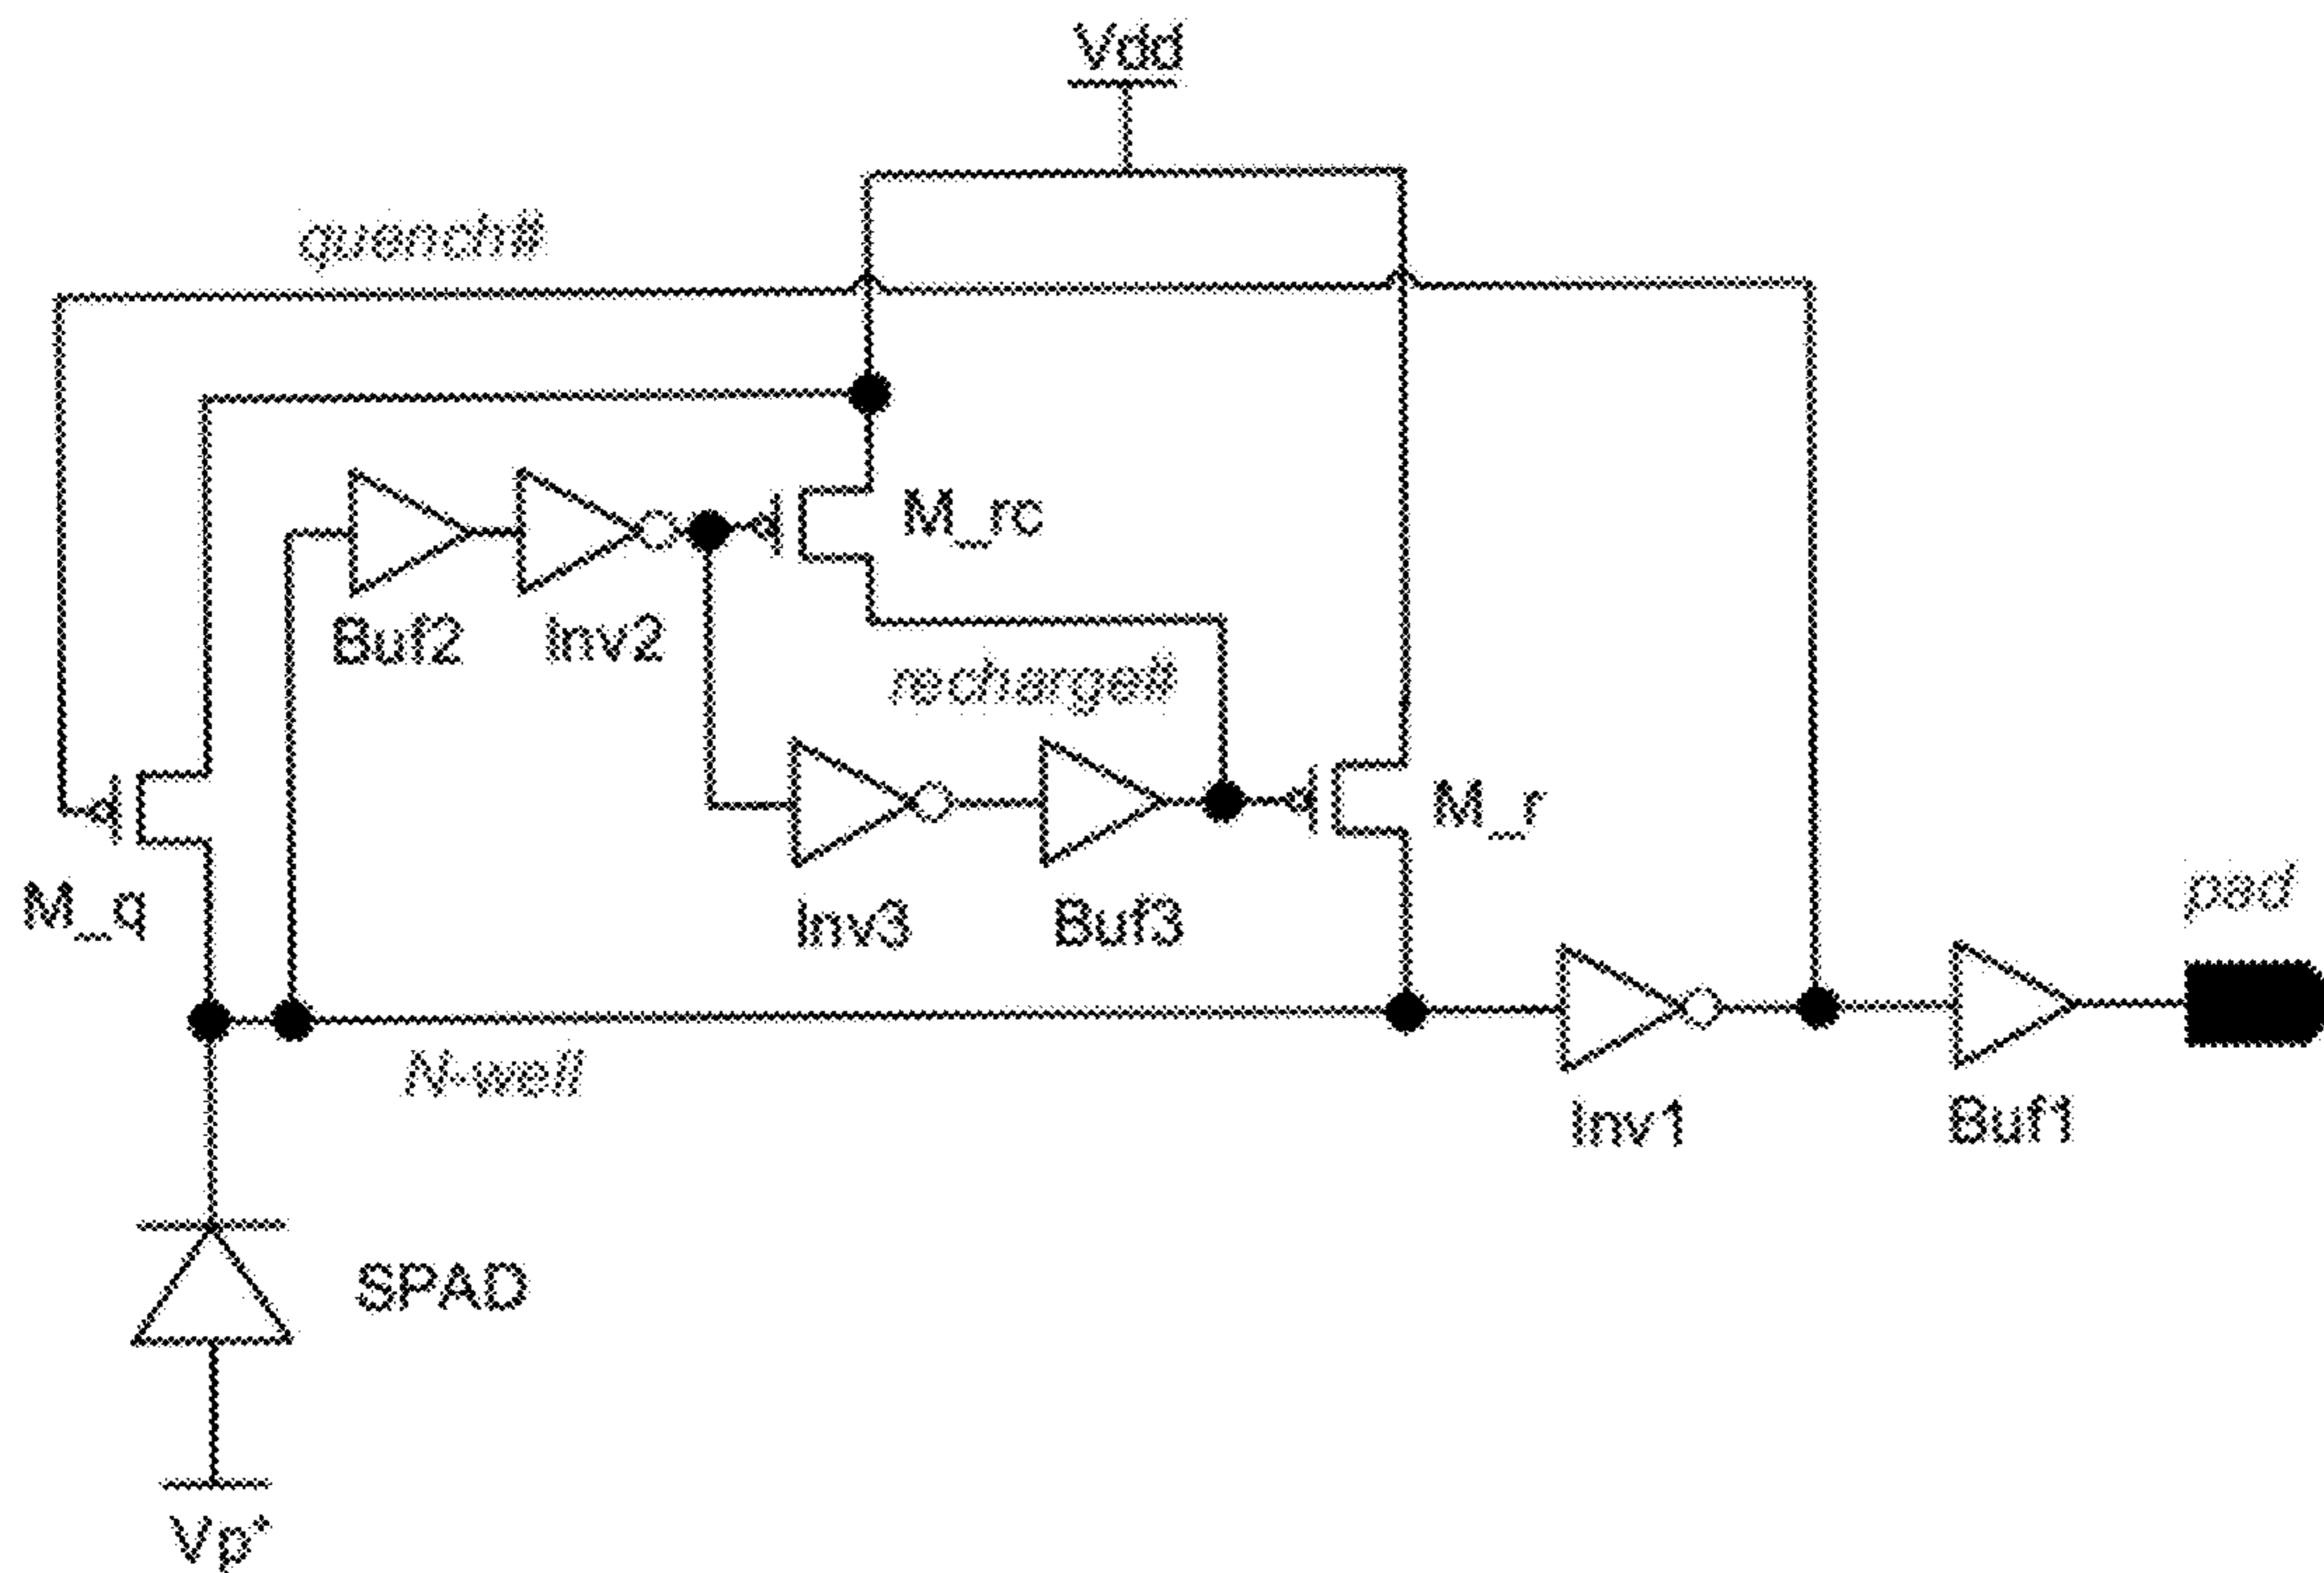 Vdd
quench#
M_rc
Buf2
Inv2
recharge#
M_r
M_q
Inv3
Buf3
pad
N-well
Inv1
Buf1
SPAD
Vp+